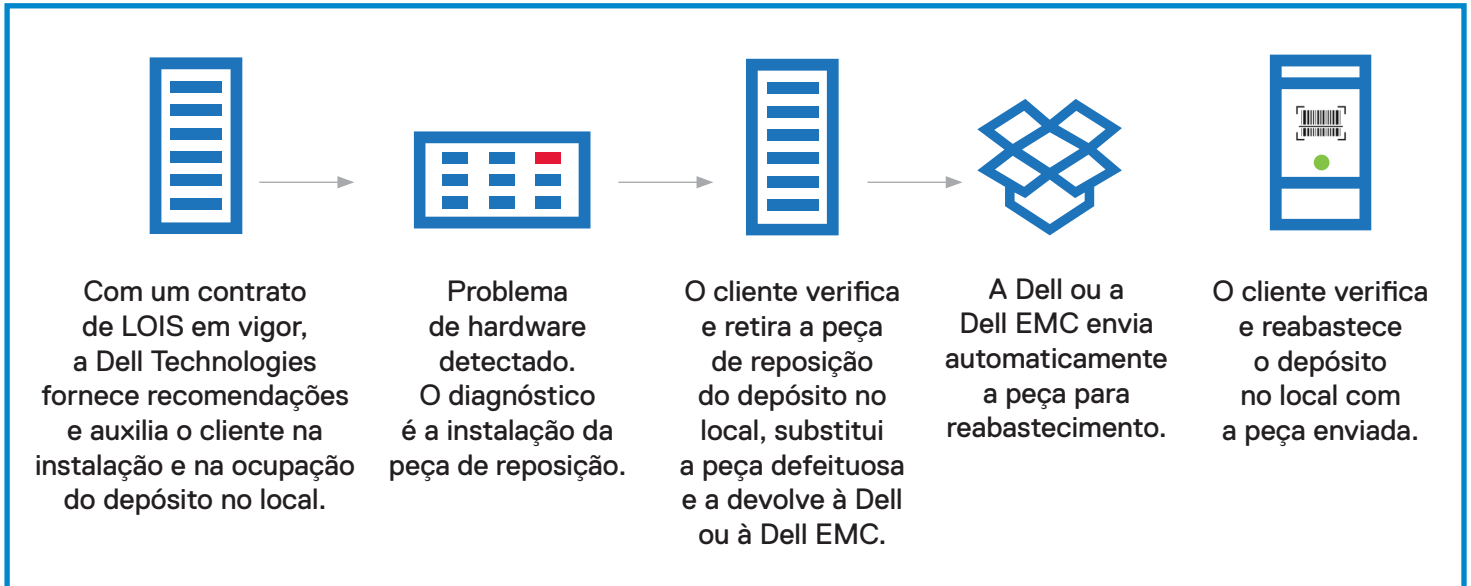 Com um contrato
de LOIS em vigor,
a Dell Technologies
fornece recomendações
e auxilia o cliente na
instalação e na ocupação
do depósito no local.
Problema
de hardware
detectado.
O diagnóstico
é a instalação da
peça de reposição.
O cliente verifica
e retira a peça
de reposição
do depósito no
local, substitui
a peça defeituosa
e a devolve à Dell
ou à Dell EMC.
A Dell ou a
Dell EMC envia
automaticamente
a peça para
reabastecimento.
O cliente verifica
e reabastece
o depósito
no local com
a peça enviada.